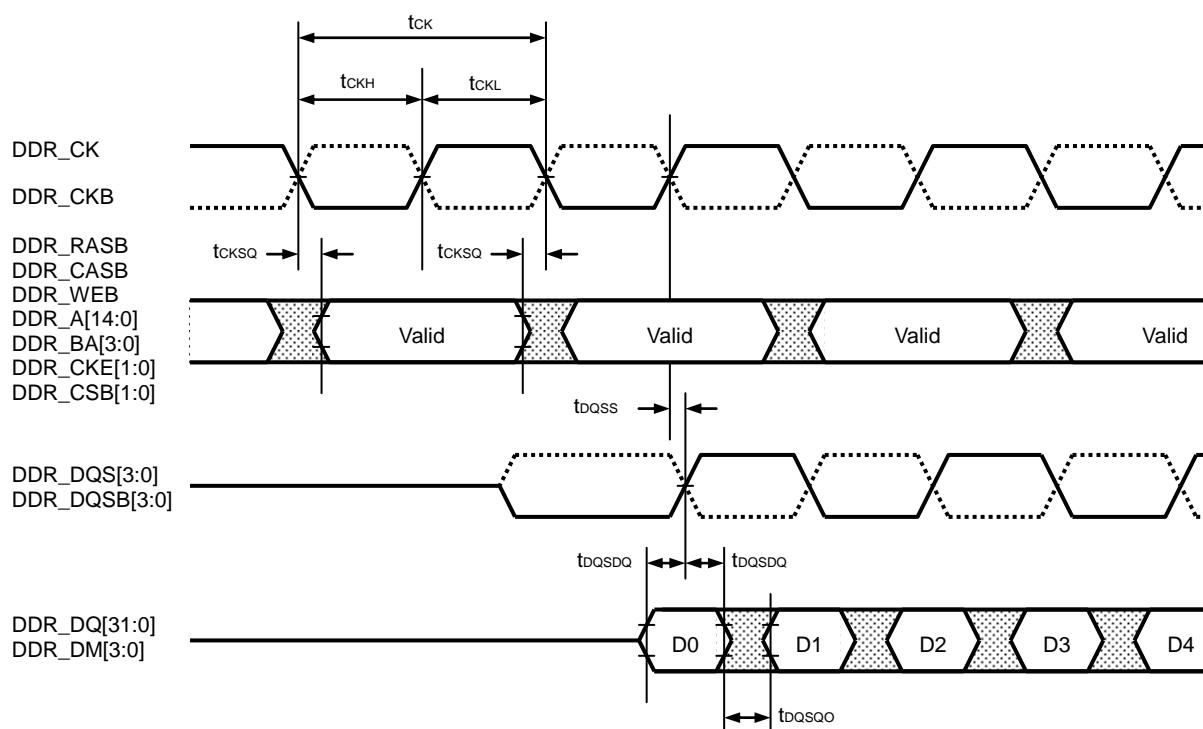 tCK
tCKH
tCKL
DDR_CK
DDR_CKB
DDR_RASB
tCKSQ
tCKSQ
DDR_CASB
DDR_WEB
DDR_A[14:0]
Valid
Valid
Valid
Valid
DDR_BA[3:0]
DDR_CKE[1:0]
DDR_CSB[1:0]
tDQSS
DDR_DQS[3:0]
DDR_DQSB[3:0]
tDQSDQ
tDQSDQ
DDR_DQ[31:0]
DDR_DM[3:0]
D0
D1
D2
D3
D4
tDQSQO